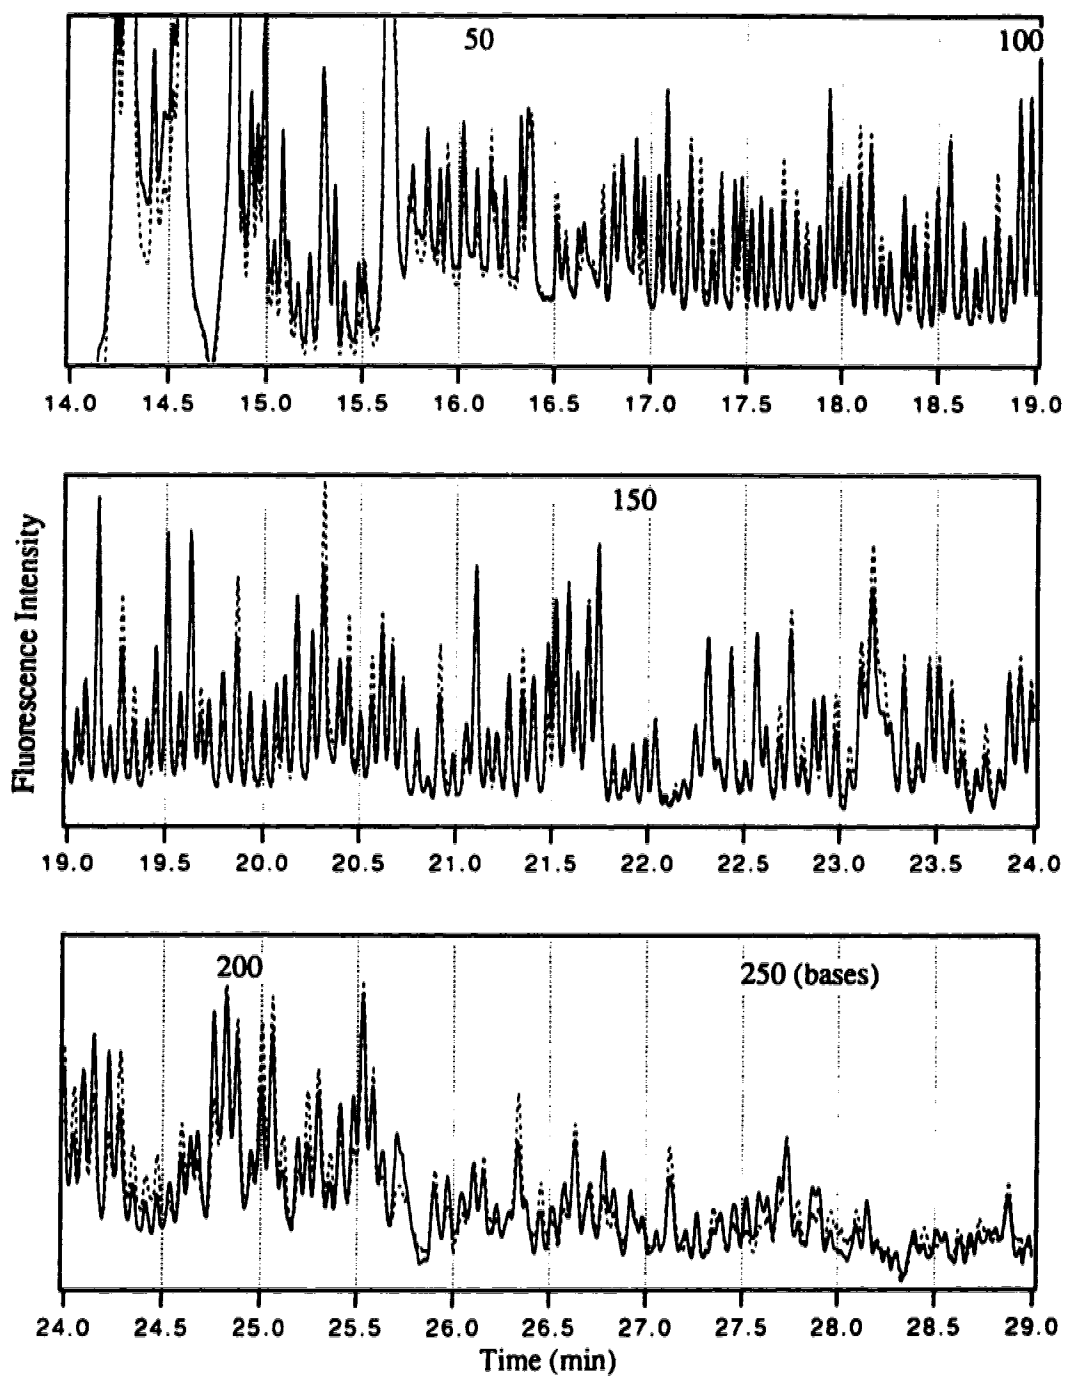 50 100
14.0 14.5 15.0 15.5 16.0 16.5 17.0 17.5 18.0 18.5 19.0
150
Fluorescence Intensity
19.0 19.5 20.0 20.5 21.0 21.5 22.0 22.5 23.0 23.5 24.0
200 250 (bases)
24.0 24.5 25.0 25.5 26.0 26.5 27.0 27.5 28.0 28.5 29.0
Time (min)